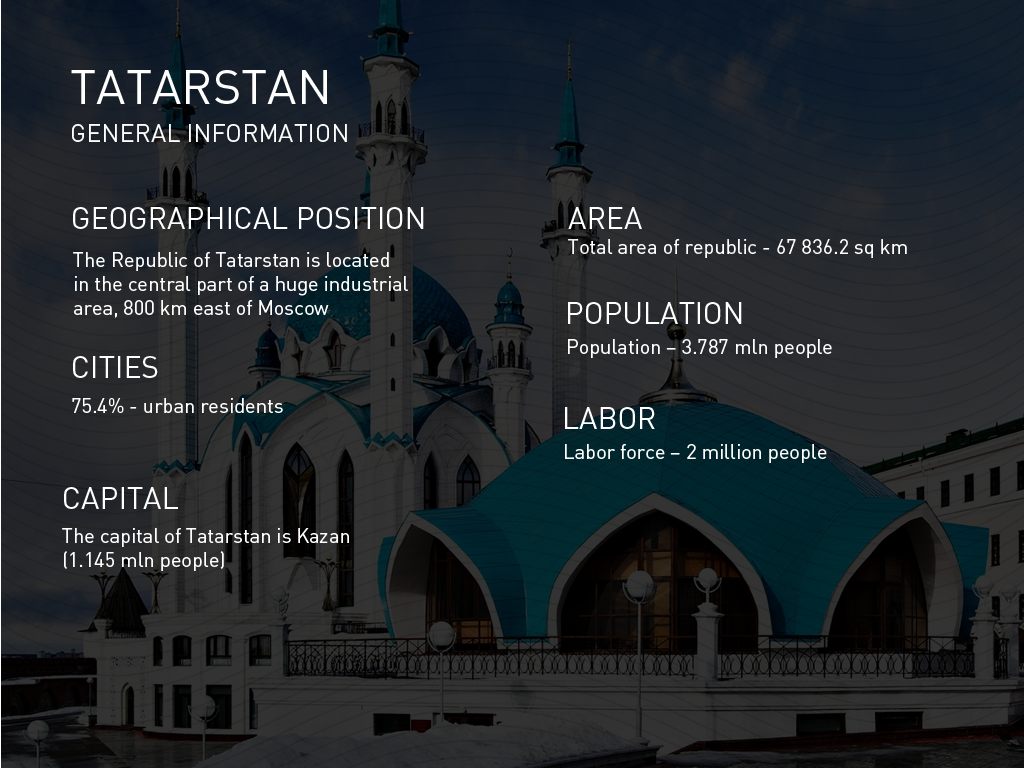 TATARSTAN
GENERAL INFORMATION
GEOGRAPHICAL POSITION
The Republic of Tatarstan is located
in the central part of a huge industrial
area, 800 km east of Moscow
CITIES
75.4% - urban residents
CAPITAL
The capital of Tatarstan is Kazan
(1.145 mln people)
AREA
Total area of republic - 67 836.2 sq km
POPULATION
Population – 3.787 mln people
LABOR
Labor force – 2 million people